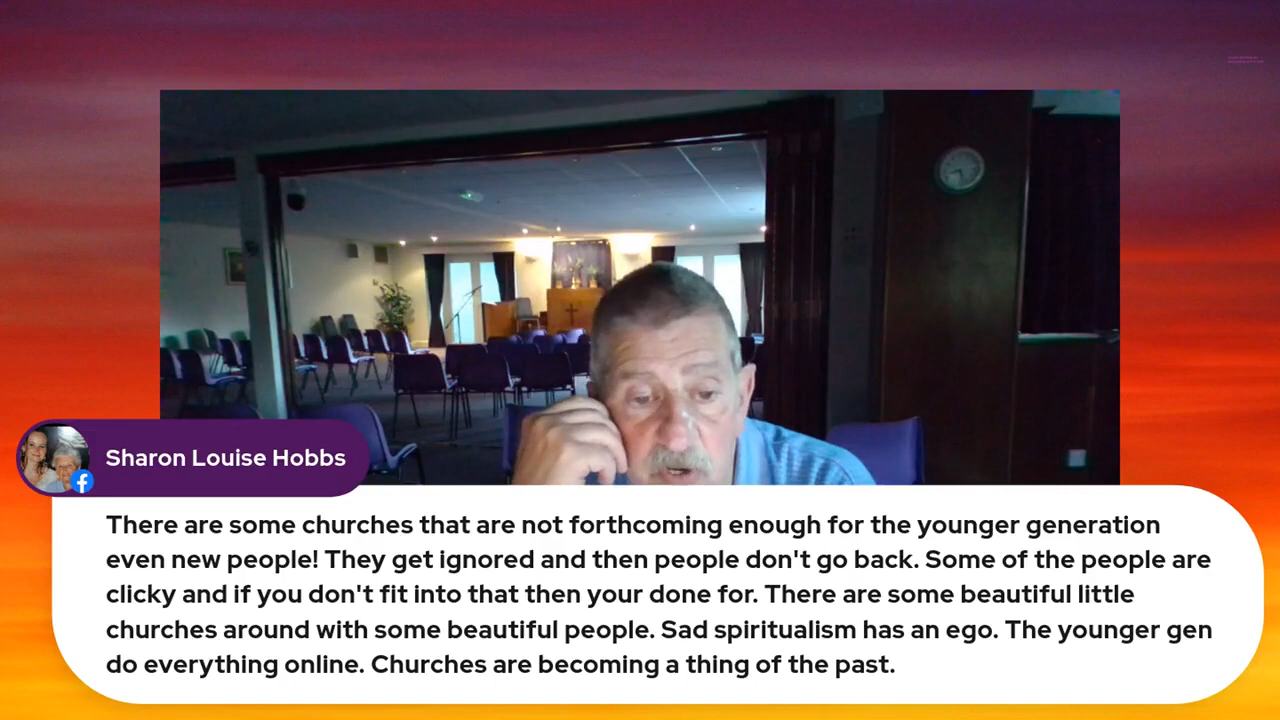 Sharon Louise Hobbs
There are some churches that are not forthcoming enough for the younger generation
even new people! They get ignored and then people don't go back. Some of the people are
clicky and if you don't fit into that then your done for. There are some beautiful little
churches around with some beautiful people. Sad spiritualism has an ego. The younger gen
do everything online. Churches are becoming a thing of the past.